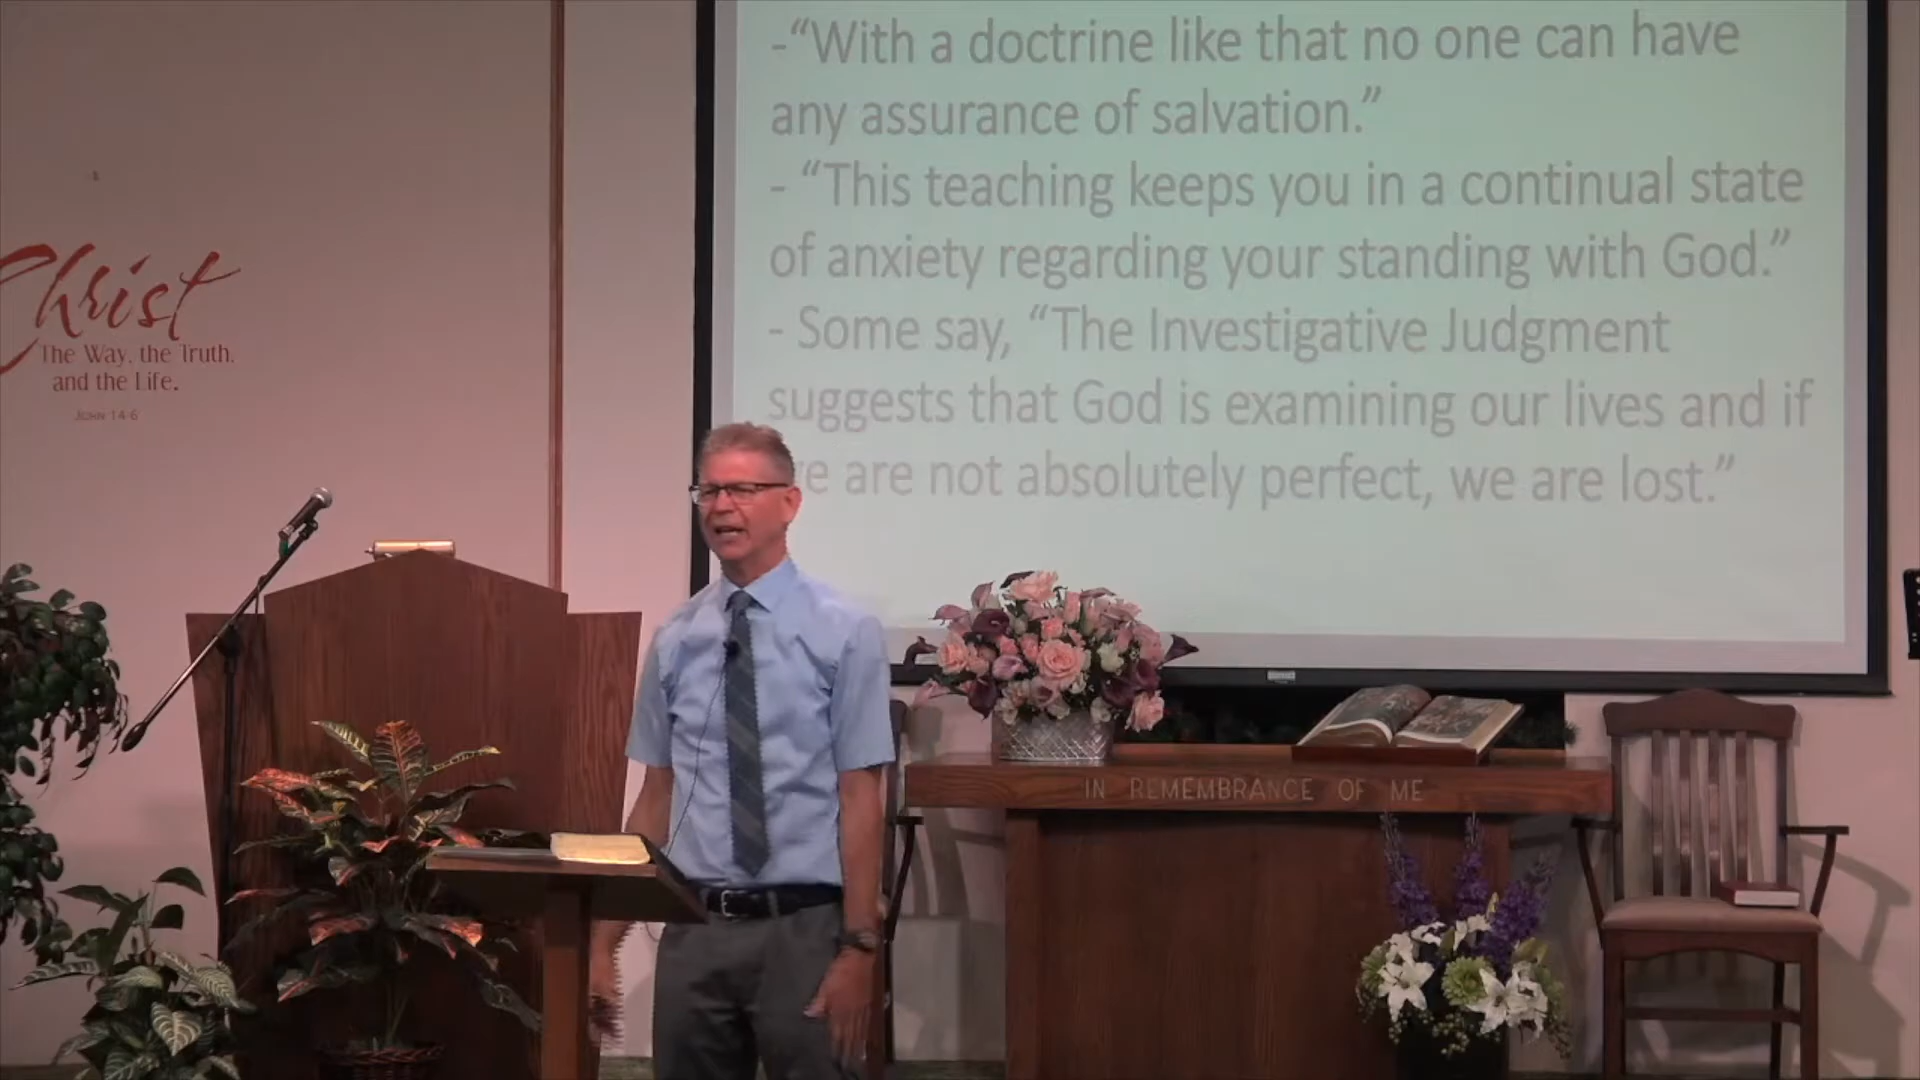 Christ
The Way, the Truth,
and the Life.
JOHN 14-6
-“With a doctrine like that no one can have
any assurance of salvation.”
- “This teaching keeps you in a continual state
of anxiety regarding your standing with God.”
- Some say, “The Investigative Judgment
suggests that God is examining our lives and if
are not absolutely perfect, we are lost.”
IN REMEMBRANCE OF ME